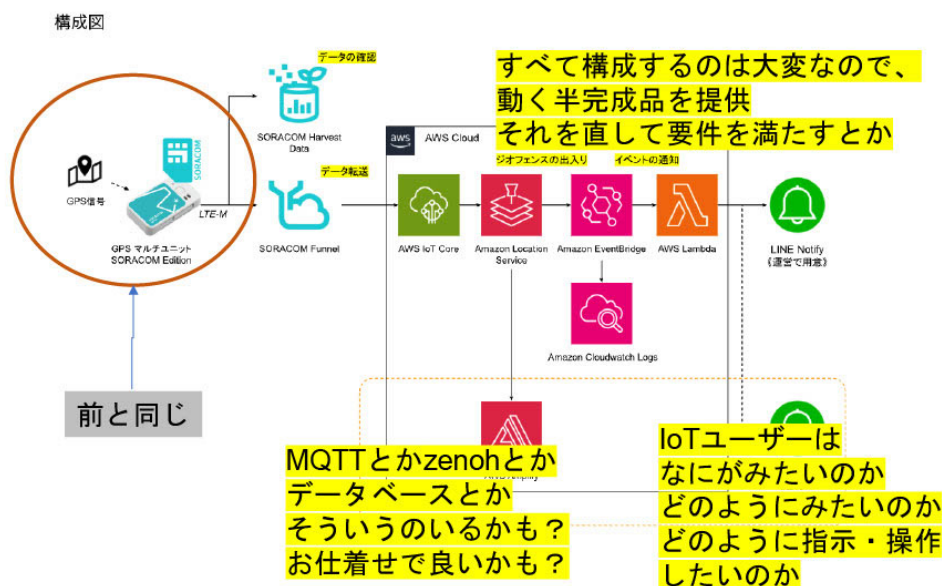 構成図
データの確認
すべて構成するのは大変なので、
動く半完成品を提供
それを直して要件を満たすとか
SORACOM Harvest
Data
aws
AWS Cloud
SORACOM
データ転送
ジオフェンスの出入り
イベントの通知
GPS信号
LTE-M
GPS マルチユニット
SORACOM Edition
SORACOM Funnel
AWS IoT Core
Amazon Location
Service
Amazon EventBridge
AWS Lambda
LINE Notify
《運営で用意》
Amazon Cloudwatch Logs
前と同じ
MQTTとかzenohとか
データベースとか
そういうのいるかも？
お仕着せで良いかも？
IoTユーザーは
なにがみたいのか
どのようにみたいのか
どのように指示・操作
したいのか